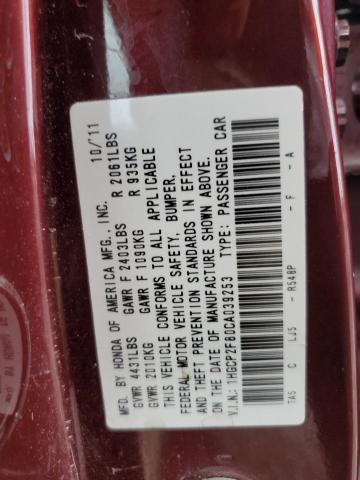 MFD. BY HONDA OF AMERICA MFG., INC. 10/11
GVWR 4431LBS GAWR F 2403LBS R 2061LBS
GVWR 2010KG GAWR F 1090KG R 935KG
THIS VEHICLE CONFORMS TO ALL APPLICABLE
FEDERAL MOTOR VEHICLE SAFETY, BUMPER,
AND THEFT PREVENTION STANDARDS IN EFFECT
ON THE DATE OF MANUFACTURE SHOWN ABOVE.
V.I.N.: 1HGCP2F80CA039253 TYPE: PASSENGER CAR
TA5 C LJ5 - R548P - F - A